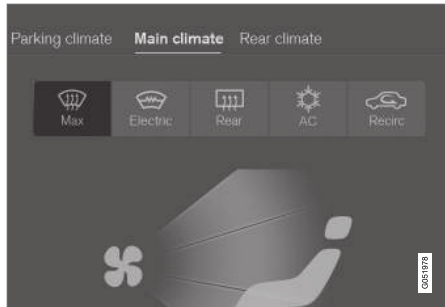 Parking climate Main climate Rear climate
Max Electric Rear AC Recirc
G051978